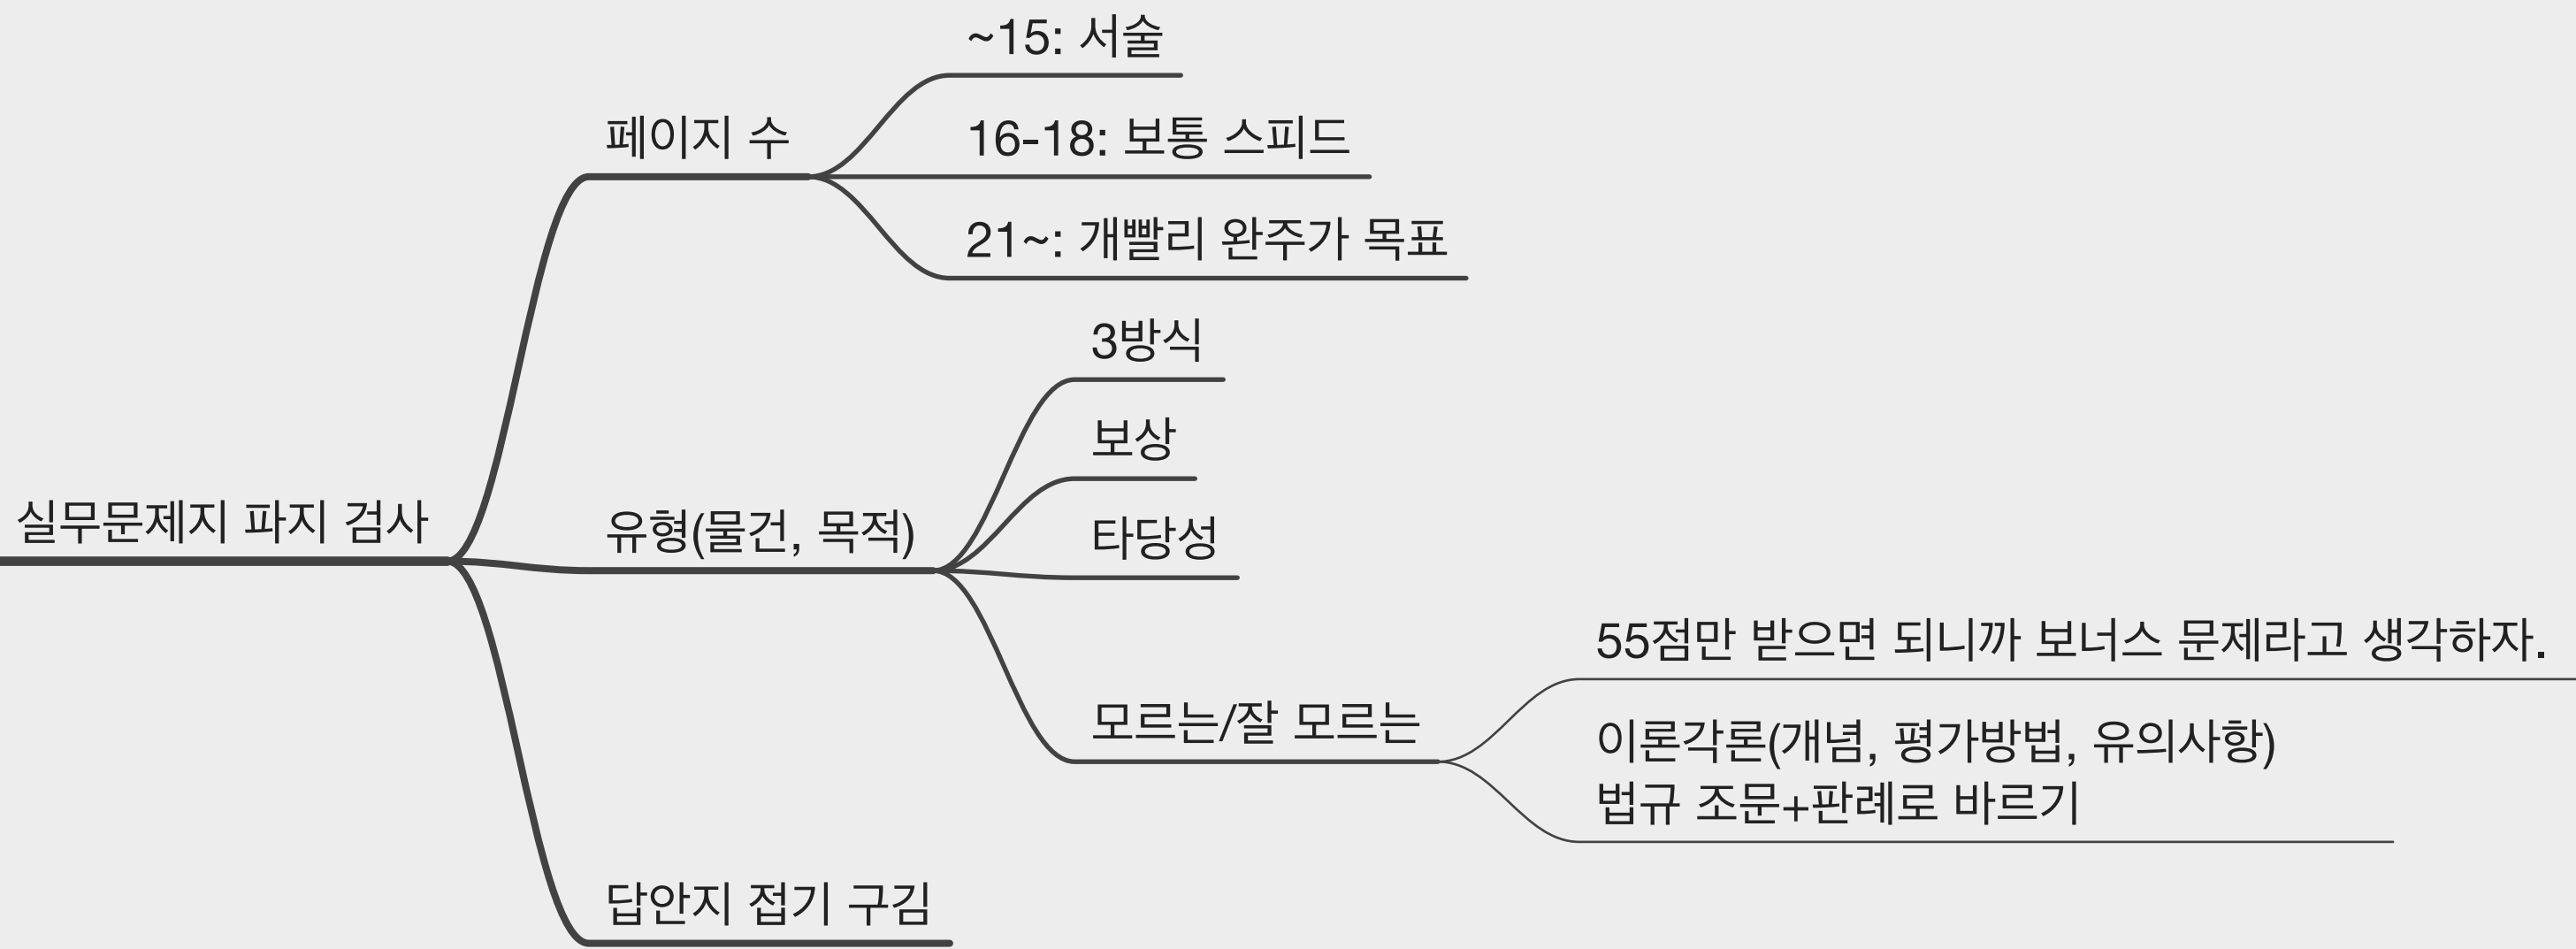 ~15: 서술
페이지 수
16-18: 보통 스피드
21~: 개빨리 완주가 목표
3방식
보상
실무문제지 파지 검사
유형(물건, 목적)
타당성
55점만 받으면 되니까 보너스 문제라고 생각하자.
모르는/잘 모르는
이론각론(개념, 평가방법, 유의사항)
법규 조문+판례로 바르기
답안지 접기 구김